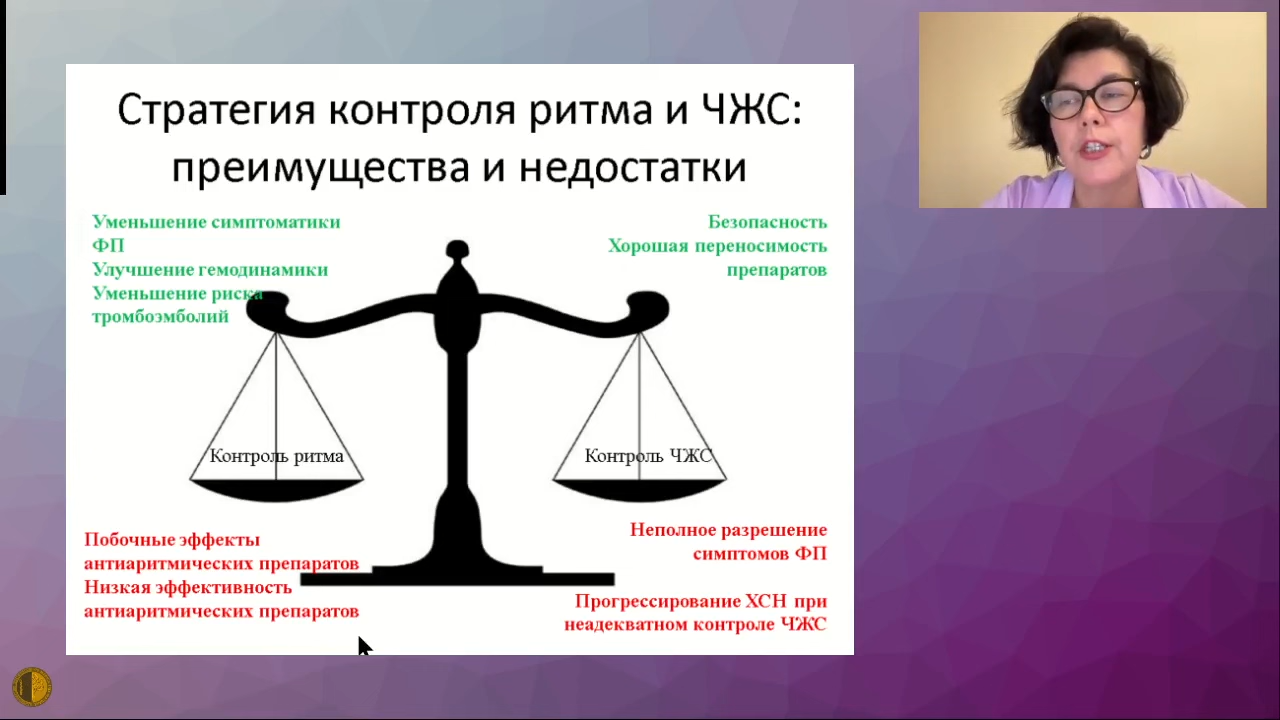 Стратегия контроля ритма и ЧЖС:
преимущества и недостатки
Уменьшение симптоматики
ФП
Улучшение гемодинамики
Уменьшение риска
тромбоэмболий
Безопасность
Хорошая переносимость
препаратов
Контроль ритма
Контроль ЧЖС
Побочные эффекты
антиаритмических препаратов
Низкая эффективность
антиаритмических препаратов
Неполное разрешение
симптомов ФП
Прогрессирование ХСН при
неадекватном контроле ЧЖС